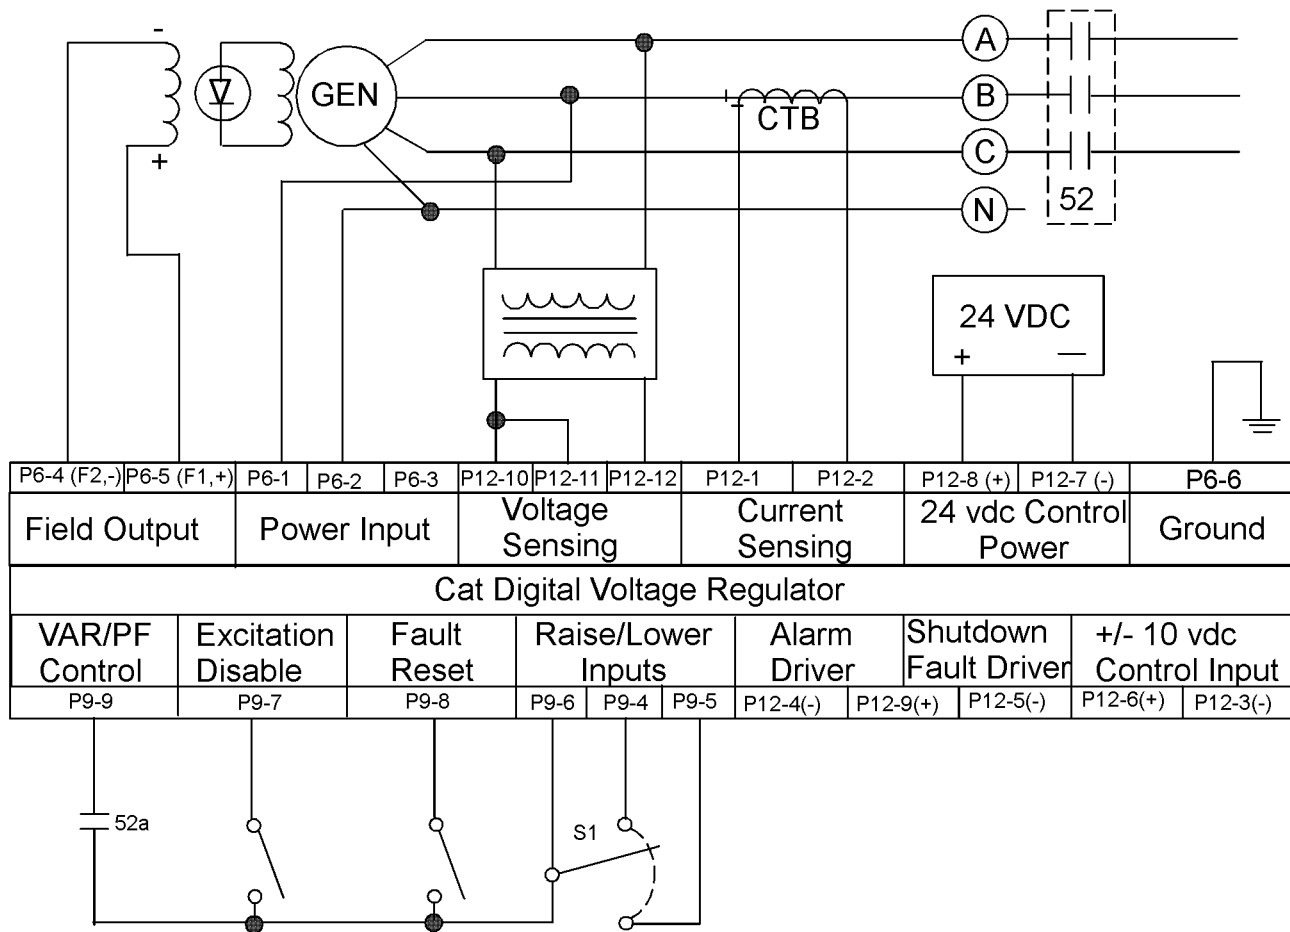 -
+
GEN
A
+
-
CTB
B
C
N
52
24 VDC
+ —
P6-4 (F2,-) P6-5 (F1,+) P6-1 P6-2 P6-3 P12-10 P12-11 P12-12 P12-1 P12-2 P12-8 (+) P12-7 (-) P6-6
Field Output
Power Input
Voltage
Sensing
Current
Sensing
24 vdc Control
Power
Ground
Cat Digital Voltage Regulator
VAR/PF
Control
Excitation
Disable
Fault
Reset
Raise/Lower
Inputs
Alarm
Driver
Shutdown
Fault Driver
+/- 10 vdc
Control Input
P9-9 P9-7 P9-8 P9-6 P9-4 P9-5 P12-4(-) P12-9(+) P12-5(-) P12-6(+) P12-3(-)
52a
S1